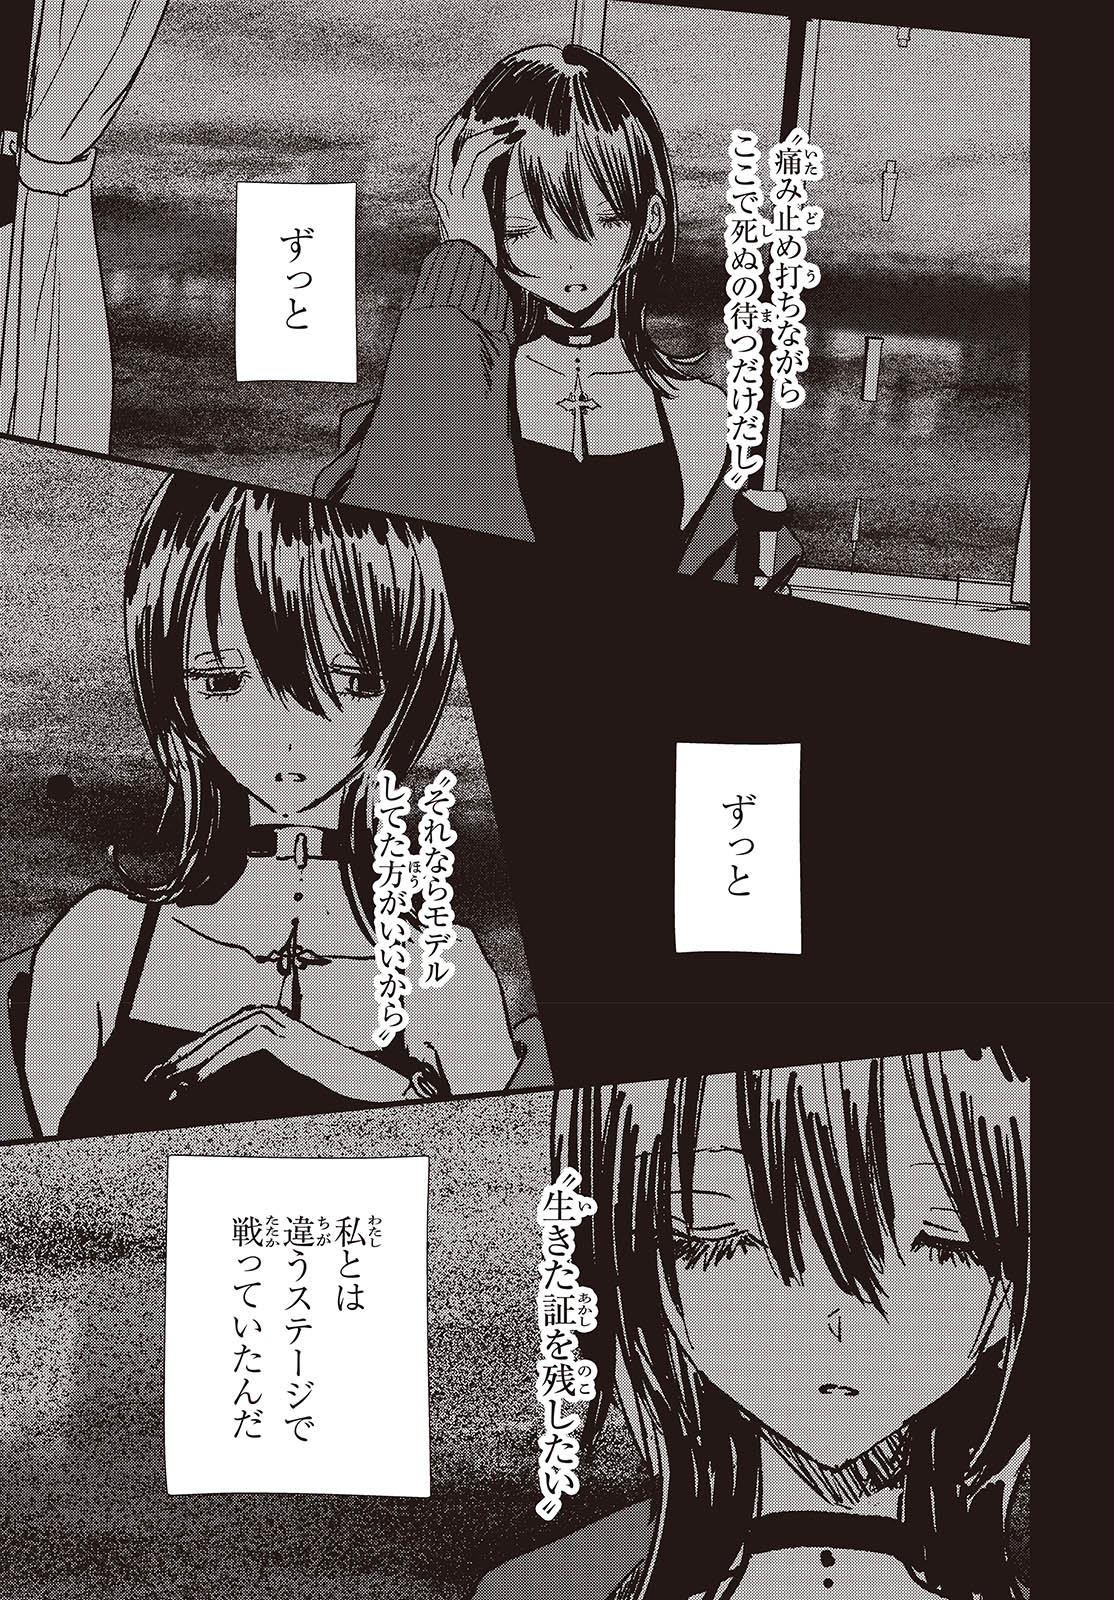 〝痛み止め打ちながら
ここで死ぬの待つだけだし〟
ずっと
ずっと
〝それならモデル
してた方がいいから〟
〝生きた証を残したい〟
私とは
違うステージで
戦っていたんだ